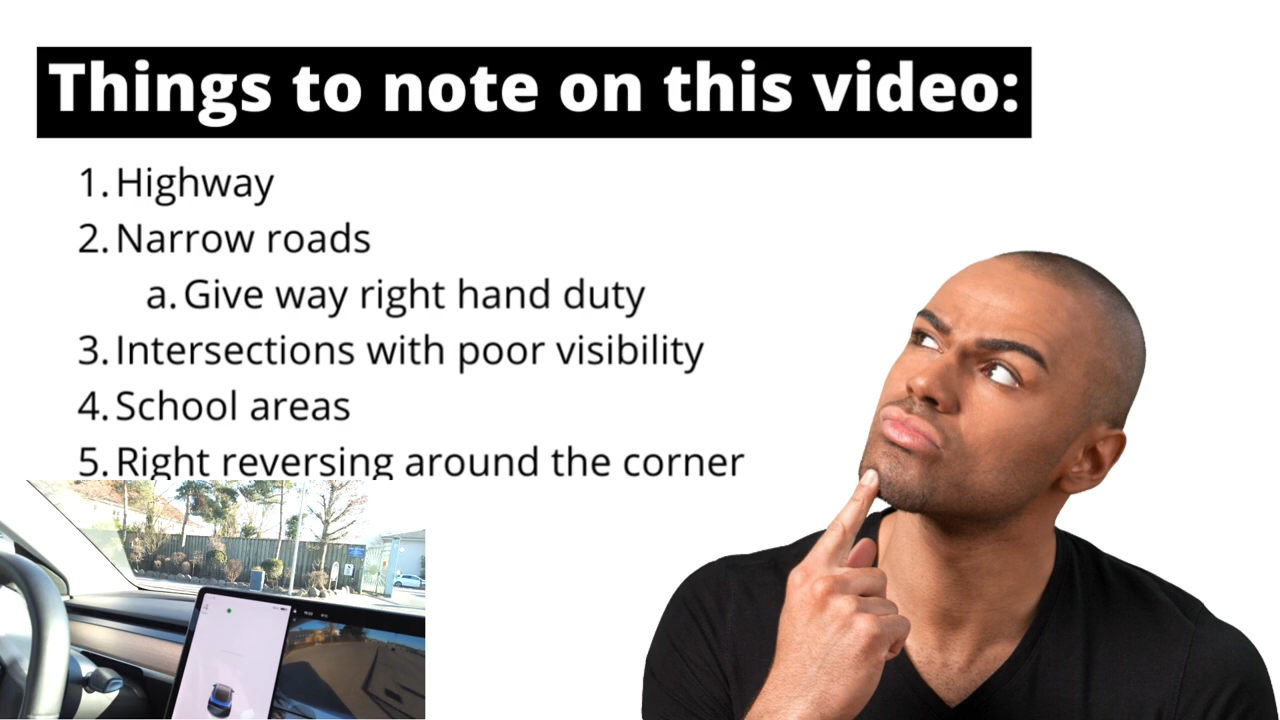 Things to note on this video:
1. Highway
2. Narrow roads
a. Give way right hand duty
3. Intersections with poor visibility
4. School areas
5. Right reversing around the corner